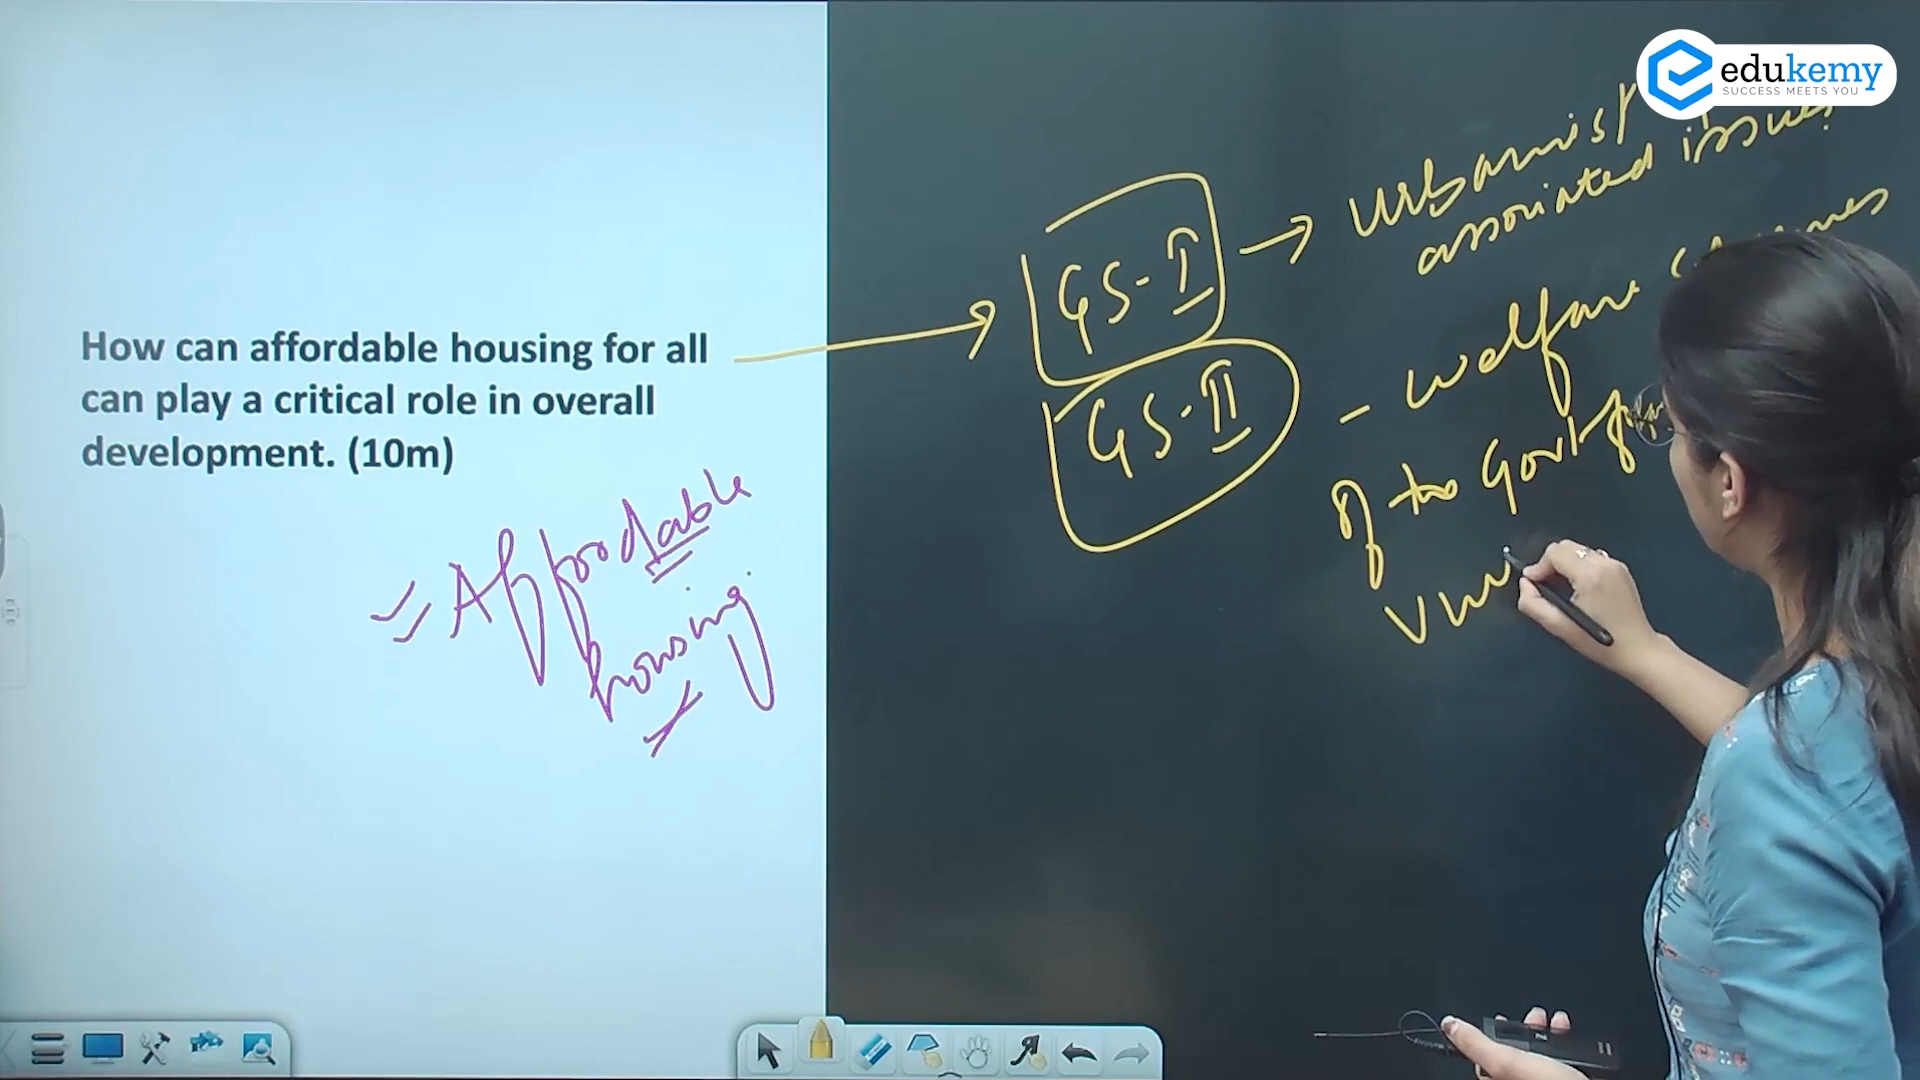 edukemy
SUCCESS MEETS YOU
How can affordable housing for all
can play a critical role in overall
development. (10m)
Affordable
housing
GS-I
GS-II
associated issues
- welfare
of the Govt for